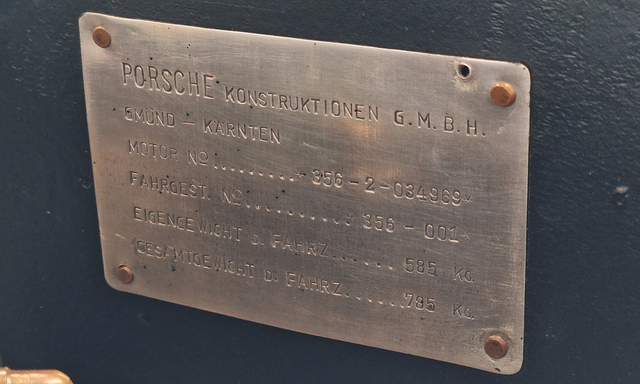 PORSCHE KONSTRUKTIONEN G.M.B.H.
GMÜND – KÄRNTEN
MOTOR NO.........* 356 - 2 - 034969*
FAHRGEST. NO...........* 356 - 001*
EIGENGEWICHT D. FAHRZ...... 585 KG.
GESAMTGEWICHT D. FAHRZ......785 KG.